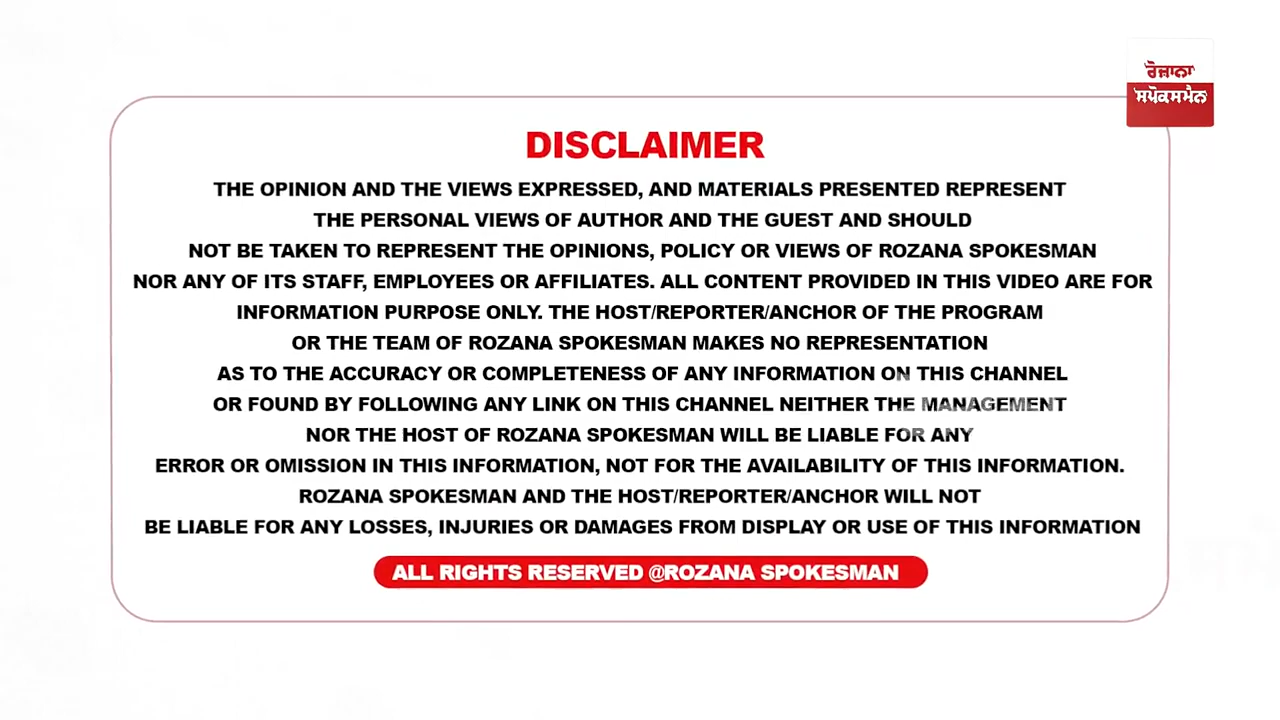 ਰੋਜ਼ਾਨਾ
ਸਪੋਕਸਮੈਨ
DISCLAIMER
THE OPINION AND THE VIEWS EXPRESSED, AND MATERIALS PRESENTED REPRESENT
THE PERSONAL VIEWS OF AUTHOR AND THE GUEST AND SHOULD
NOT BE TAKEN TO REPRESENT THE OPINIONS, POLICY OR VIEWS OF ROZANA SPOKESMAN
NOR ANY OF ITS STAFF, EMPLOYEES OR AFFILIATES. ALL CONTENT PROVIDED IN THIS VIDEO ARE FOR
INFORMATION PURPOSE ONLY. THE HOST/REPORTER/ANCHOR OF THE PROGRAM
OR THE TEAM OF ROZANA SPOKESMAN MAKES NO REPRESENTATION
AS TO THE ACCURACY OR COMPLETENESS OF ANY INFORMATION ON THIS CHANNEL
OR FOUND BY FOLLOWING ANY LINK ON THIS CHANNEL NEITHER THE MANAGEMENT
NOR THE HOST OF ROZANA SPOKESMAN WILL BE LIABLE FOR ANY
ERROR OR OMISSION IN THIS INFORMATION, NOT FOR THE AVAILABILITY OF THIS INFORMATION.
ROZANA SPOKESMAN AND THE HOST/REPORTER/ANCHOR WILL NOT
BE LIABLE FOR ANY LOSSES, INJURIES OR DAMAGES FROM DISPLAY OR USE OF THIS INFORMATION
ALL RIGHTS RESERVED @ROZANA SPOKESMAN